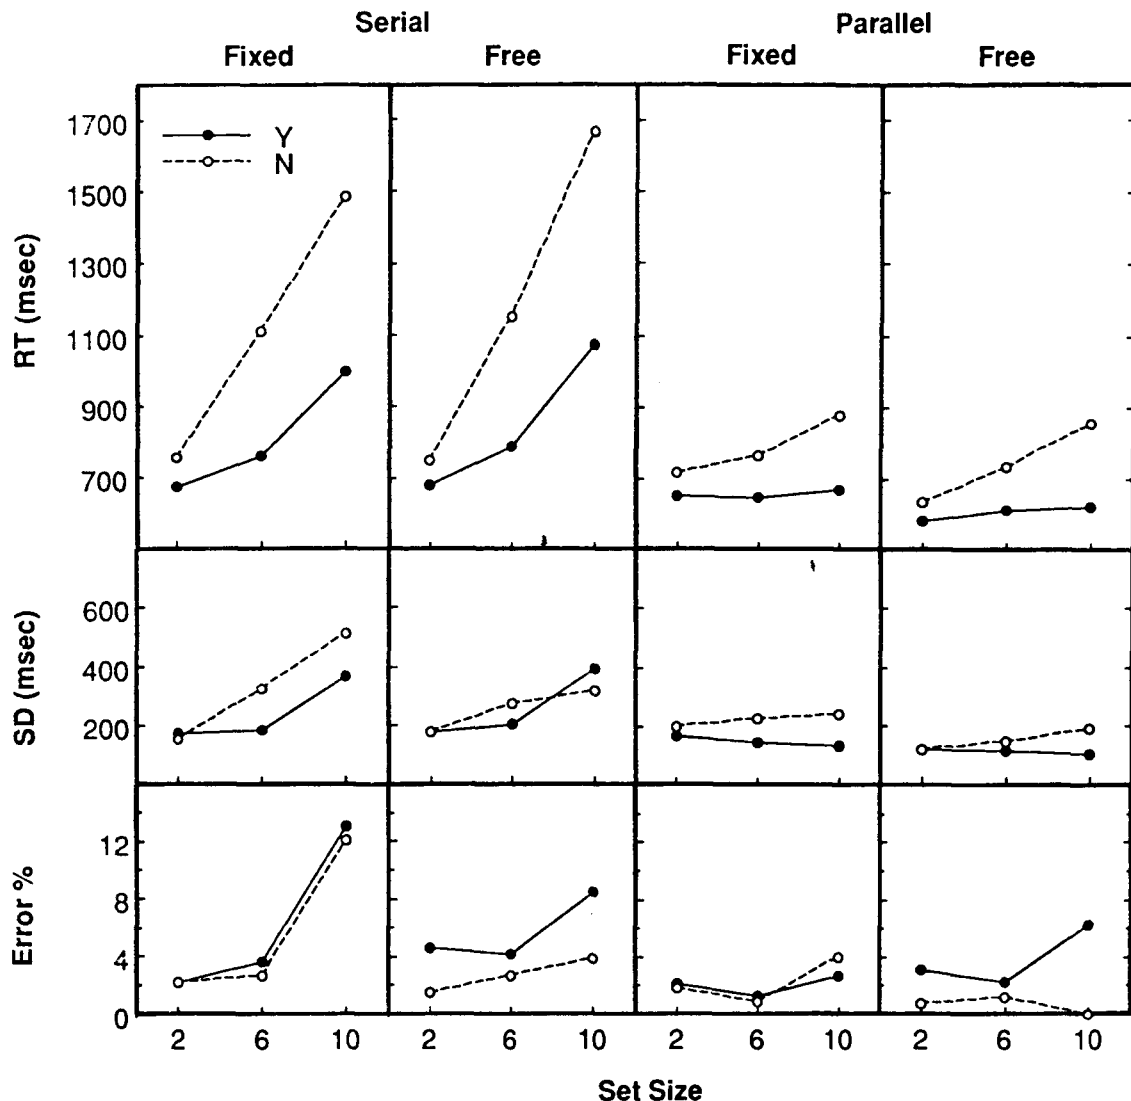 Serial Parallel
Fixed Free Fixed Free
Y
N
RT (msec)
1700
1500
1300
1100
900
700
SD (msec)
600
400
200
Error %
12
8
4
0
2 6 10 2 6 10 2 6 10 2 6 10
Set Size